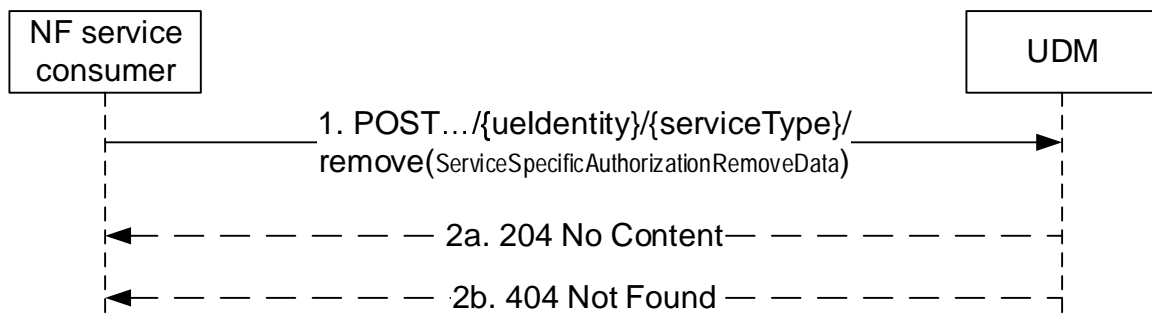 NF service
consumer
UDM
1. POST…/{ueIdentity}/{serviceType}/
remove(ServiceSpecificAuthorizationRemoveData)
2a. 204 No Content
2b. 404 Not Found